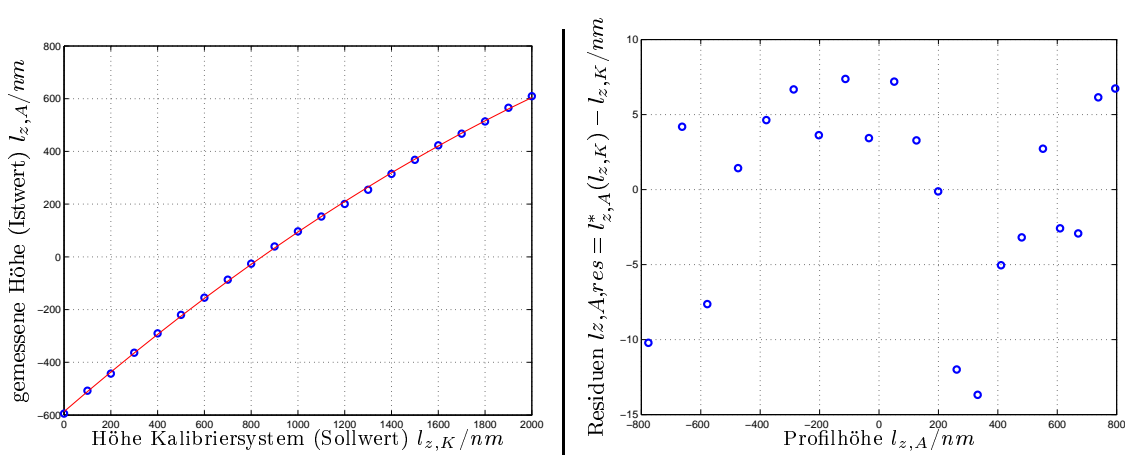 gemessene Höhe (Istwert) l_{z,A}/nm
800
600
400
200
0
−200
−400
−600
0 200 400 600 800 1000 1200 1400 1600 1800 2000
Höhe Kalibriersystem (Sollwert) l_{z,K}/nm
Residuen lz,A,res = l^*_{z,A}(l_{z,K}) − l_{z,K}/nm
10
5
0
−5
−10
−15
−800 −600 −400 −200 0 200 400 600 800
Profilhöhe l_{z,A}/nm